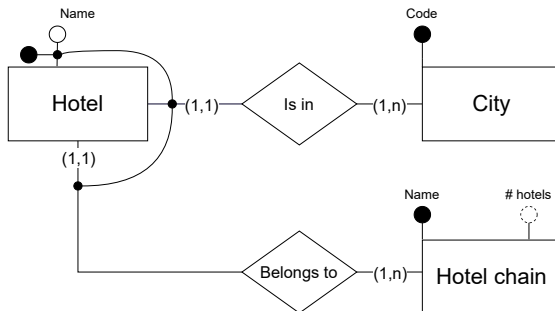 Name
Code
Hotel
(1,1)
Is in
(1,n)
City
(1,1)
Name
# hotels
Belongs to
(1,n)
Hotel chain